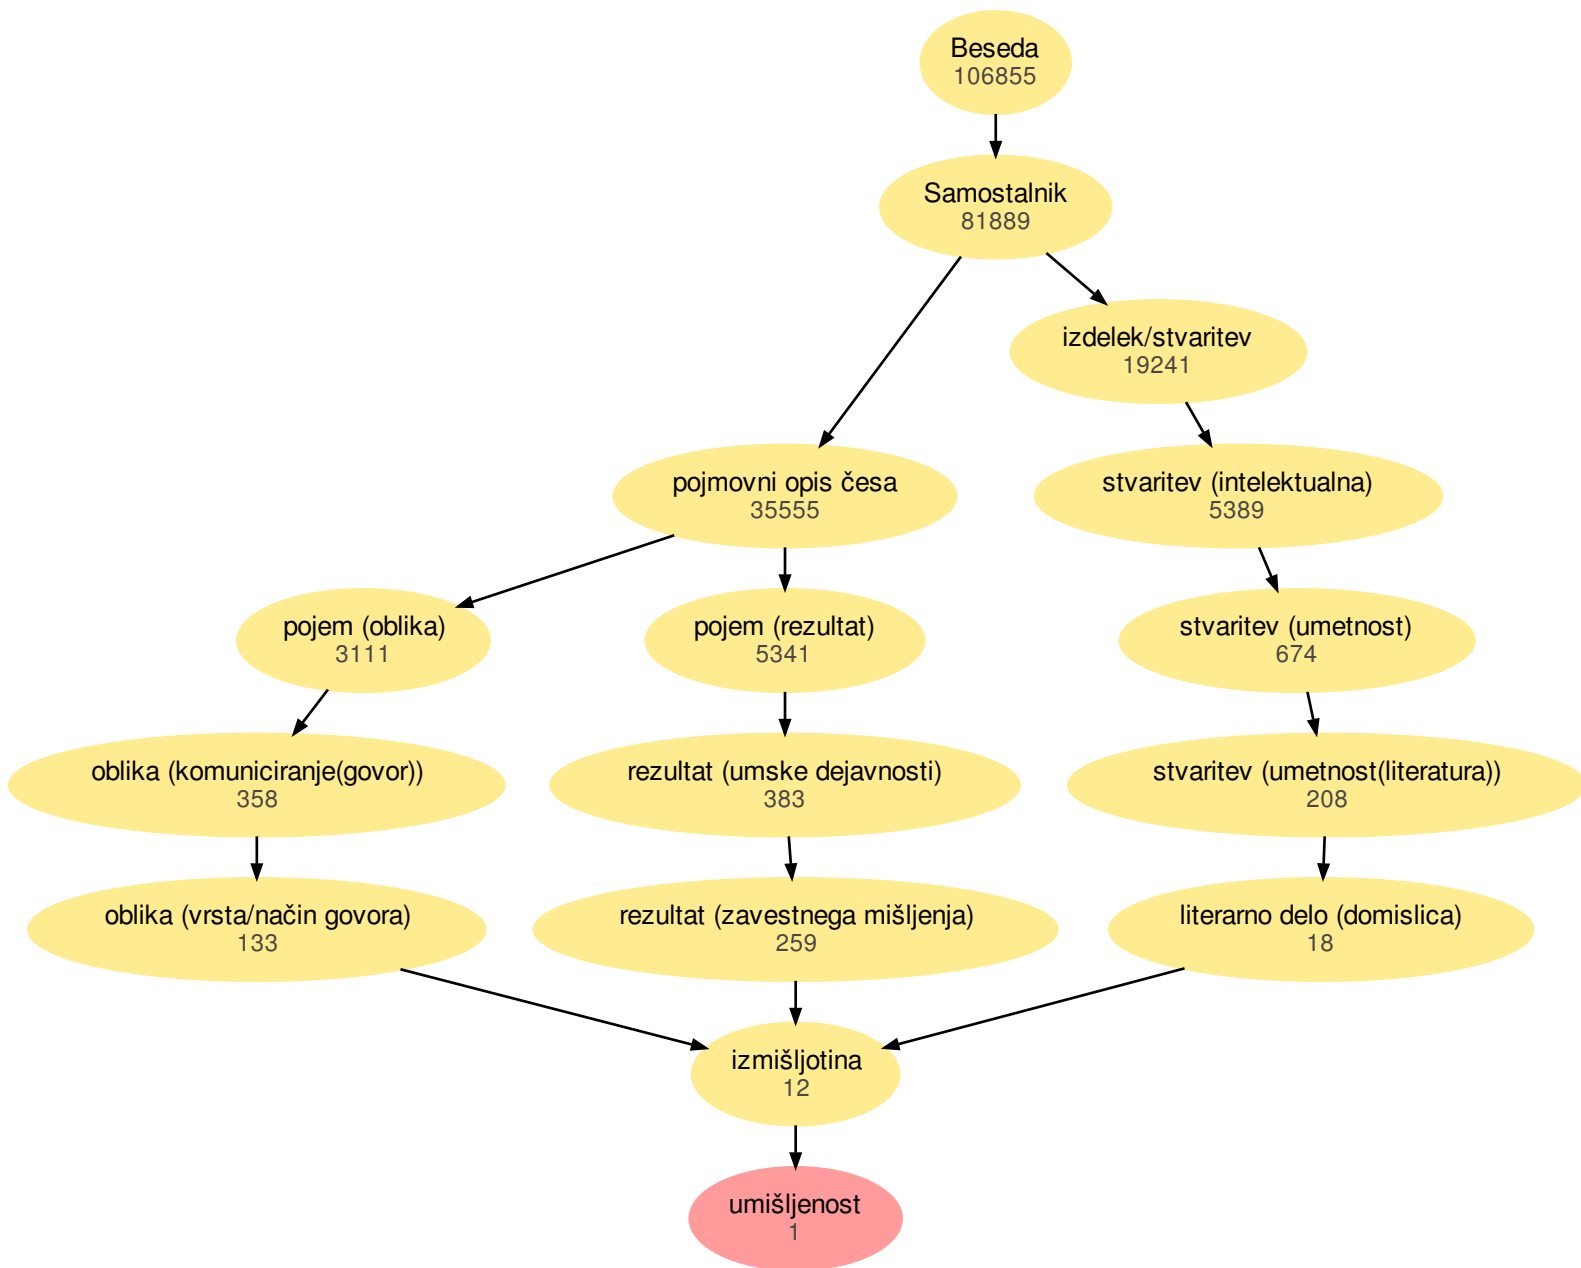 Beseda
106855
Samostalnik
81889
izdelek/stvaritev
19241
pojmovni opis česa
35555
stvaritev (intelektualna)
5389
pojem (oblika)
3111
pojem (rezultat)
5341
stvaritev (umetnost)
674
oblika (komuniciranje(govor))
358
rezultat (umske dejavnosti)
383
stvaritev (umetnost(literatura))
208
oblika (vrsta/način govora)
133
rezultat (zavestnega mišljenja)
259
literarno delo (domislica)
18
izmišljotina
12
umišljenost
1